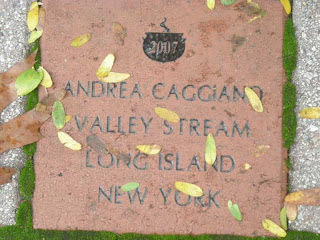 2007
ANDREA CAGGIANO
VALLEY STREAM
LONG ISLAND
NEW YORK